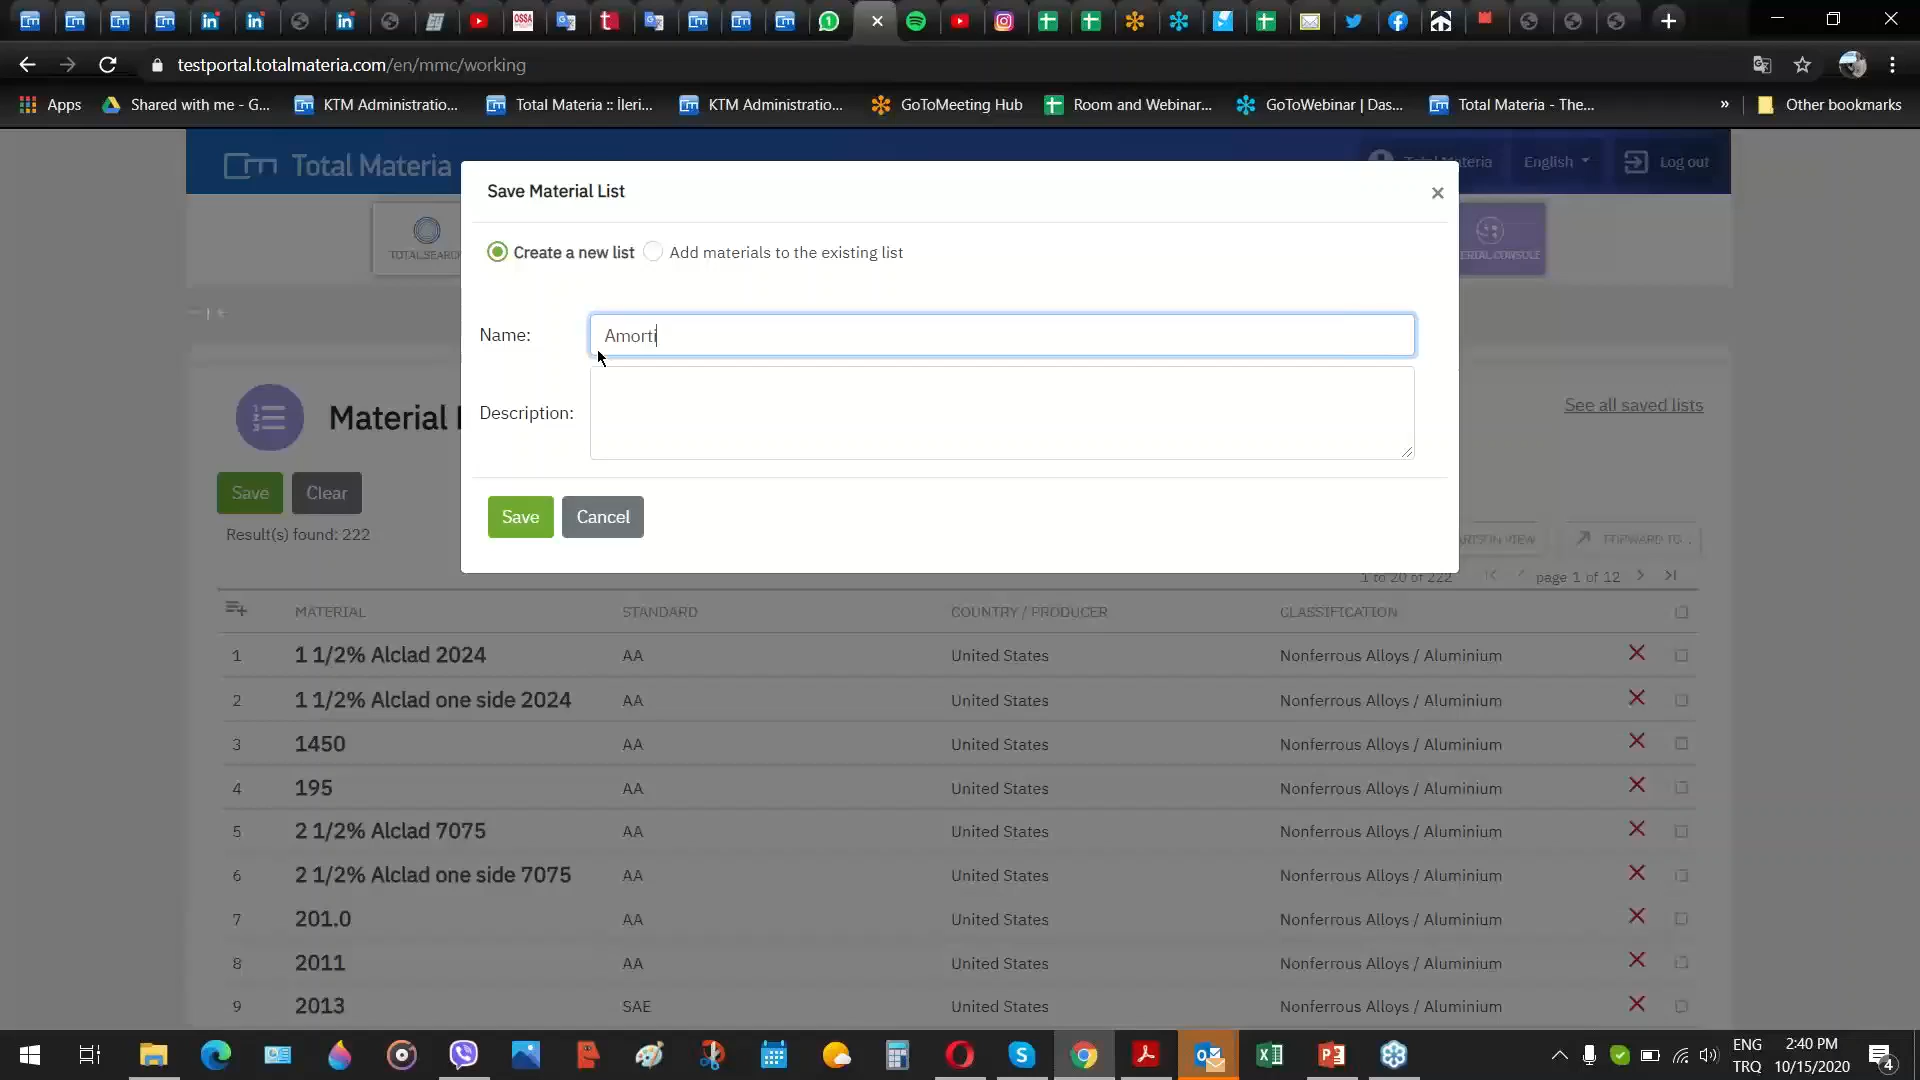 testportal.totalmateria.com/en/mmc/working
Apps
Shared with me - G...
KTM Administratio...
Total Materia :: İleri...
KTM Administratio...
GoToMeeting Hub
Room and Webinar...
GoToWebinar | Das...
Total Materia - The...
»
Other bookmarks
Total Materia
English
Log out
Save Material List
×
Create a new list
Add materials to the existing list
Name:
Amorti
Description:
Save
Cancel
See all saved lists
Save
Clear
Result(s) found: 222
FORWARD TO...
1 to 20 of 222
page 1 of 12
MATERIAL STANDARD COUNTRY / PRODUCER CLASSIFICATION
1 1 1/2% Alclad 2024 AA United States Nonferrous Alloys / Aluminium
2 1 1/2% Alclad one side 2024 AA United States Nonferrous Alloys / Aluminium
3 1450 AA United States Nonferrous Alloys / Aluminium
4 195 AA United States Nonferrous Alloys / Aluminium
5 2 1/2% Alclad 7075 AA United States Nonferrous Alloys / Aluminium
6 2 1/2% Alclad one side 7075 AA United States Nonferrous Alloys / Aluminium
7 201.0 AA United States Nonferrous Alloys / Aluminium
8 2011 AA United States Nonferrous Alloys / Aluminium
9 2013 SAE United States Nonferrous Alloys / Aluminium
ENG
TRQ
2:40 PM
10/15/2020
4